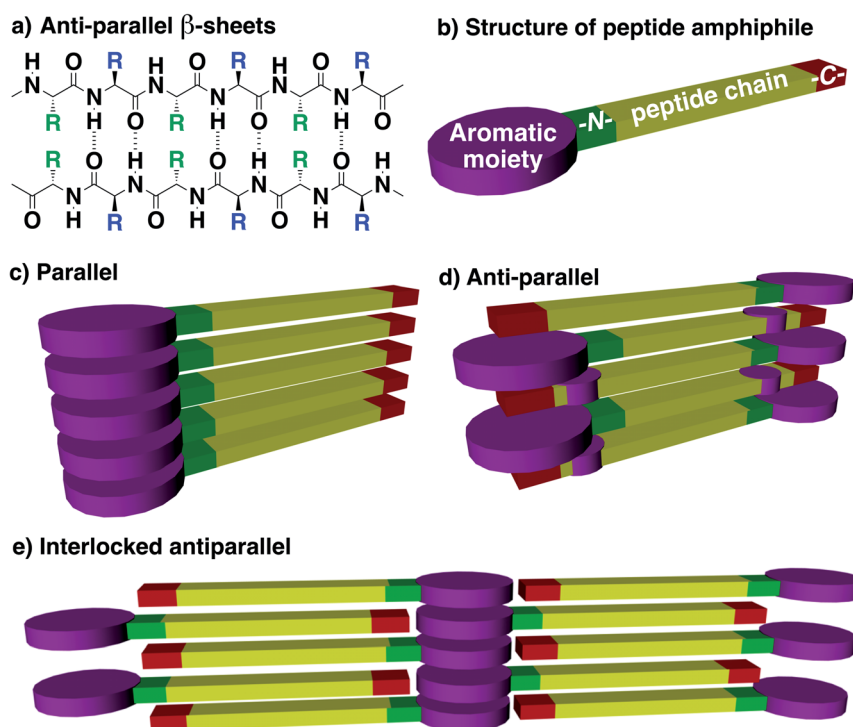 a) Anti-parallel β-sheets
H O R H O R H O R
N N N
N N N
R H O R H O R H O
R O H R O H R O H
N N N
N N N
O H R O H R O H R
b) Structure of peptide amphiphile
Aromatic
moiety
-N-
peptide chain
-C-
c) Parallel
d) Anti-parallel
e) Interlocked antiparallel